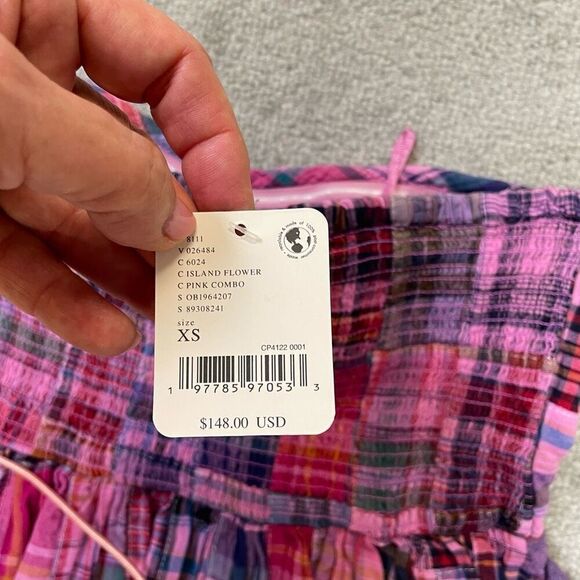 8111
V 026484
C 6024
C ISLAND FLOWER
C PINK COMBO
S OB1964207
S 89308241
size
XS
CP4122 0001
1 97785 97053 3
$148.00 USD